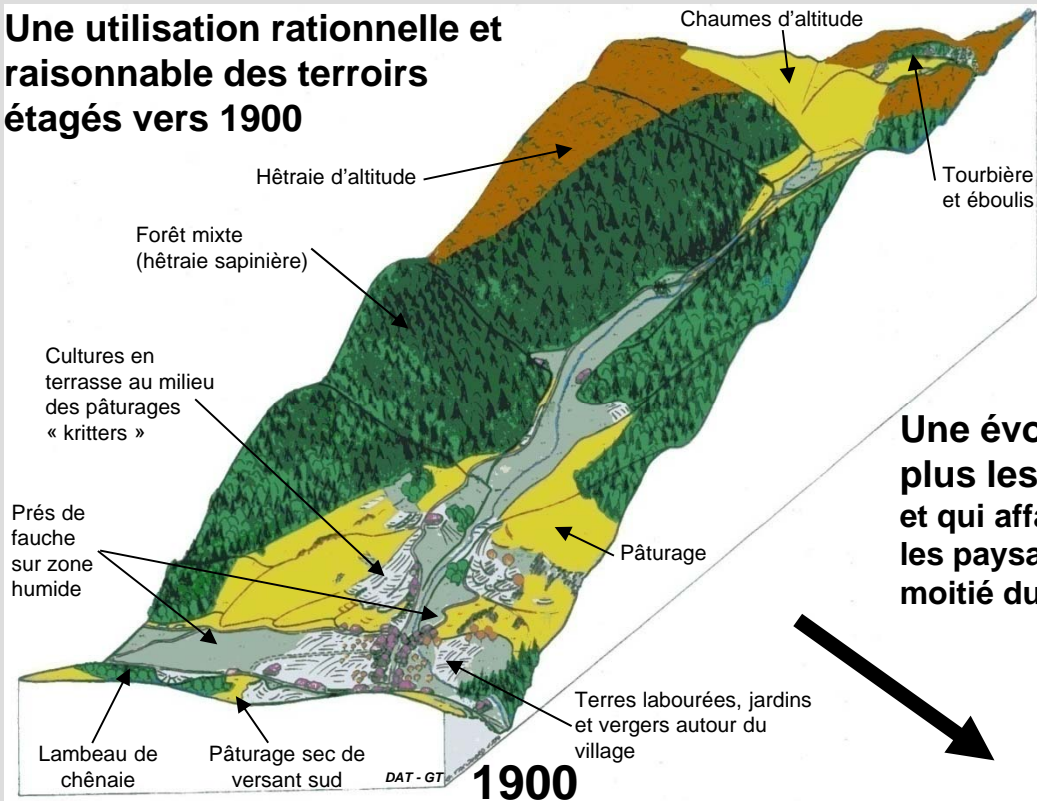 Une utilisation rationnelle et
raisonnable des terroirs
étagés vers 1900
Chaumes d'altitude
Hêtraie d'altitude
Tourbière
et éboulis
Forêt mixte
(hêtraie sapinière)
Cultures en
terrasse au milieu
des pâturages
« kritters »
Une évo
plus les
et qui affa
les paysa
moitié du
Prés de
fauche
sur zone
humide
Pâturage
Terres labourées, jardins
et vergers autour du
village
Lambeau de
chênaie
Pâturage sec de
versant sud
DAT - GT
1900